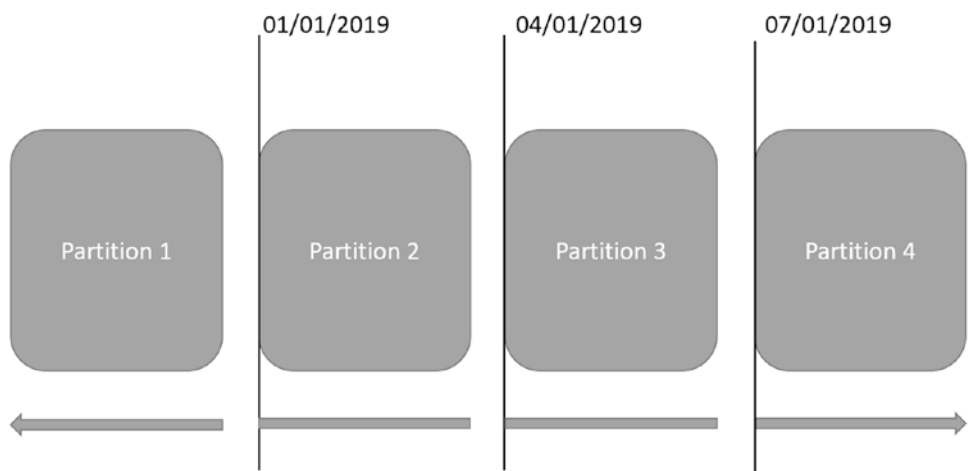 01/01/2019
04/01/2019
07/01/2019
Partition 1
Partition 2
Partition 3
Partition 4